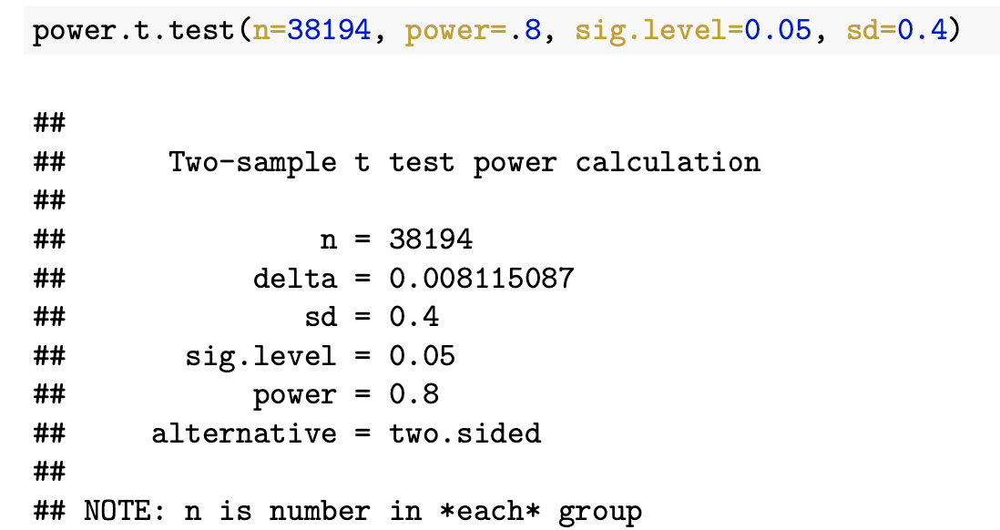 power.t.test(n=38194, power=.8, sig.level=0.05, sd=0.4)
##
##      Two-sample t test power calculation
##
##               n = 38194
##           delta = 0.008115087
##              sd = 0.4
##       sig.level = 0.05
##           power = 0.8
##     alternative = two.sided
##
## NOTE: n is number in *each* group